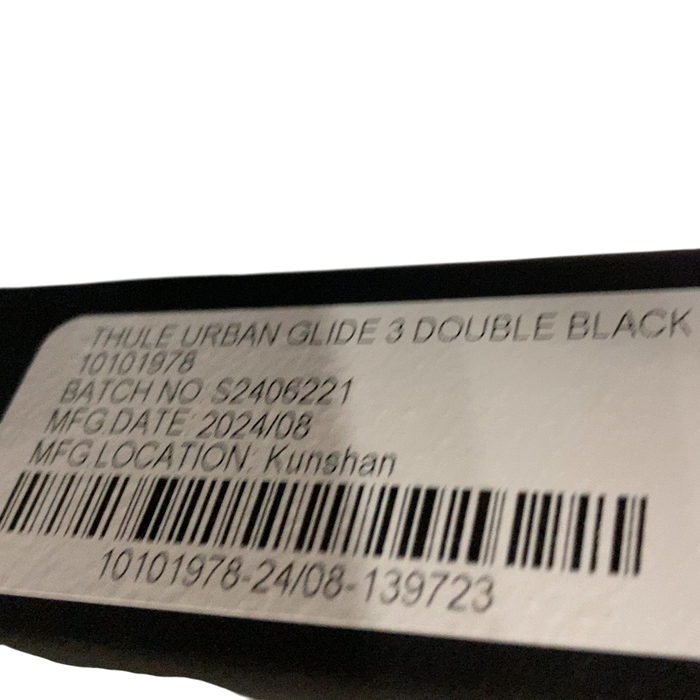 THULE URBAN GLIDE 3 DOUBLE BLACK
10101978
BATCH NO: S2406221
MFG.DATE: 2024/08
MFG.LOCATION: Kunshan
10101978-24/08-139723